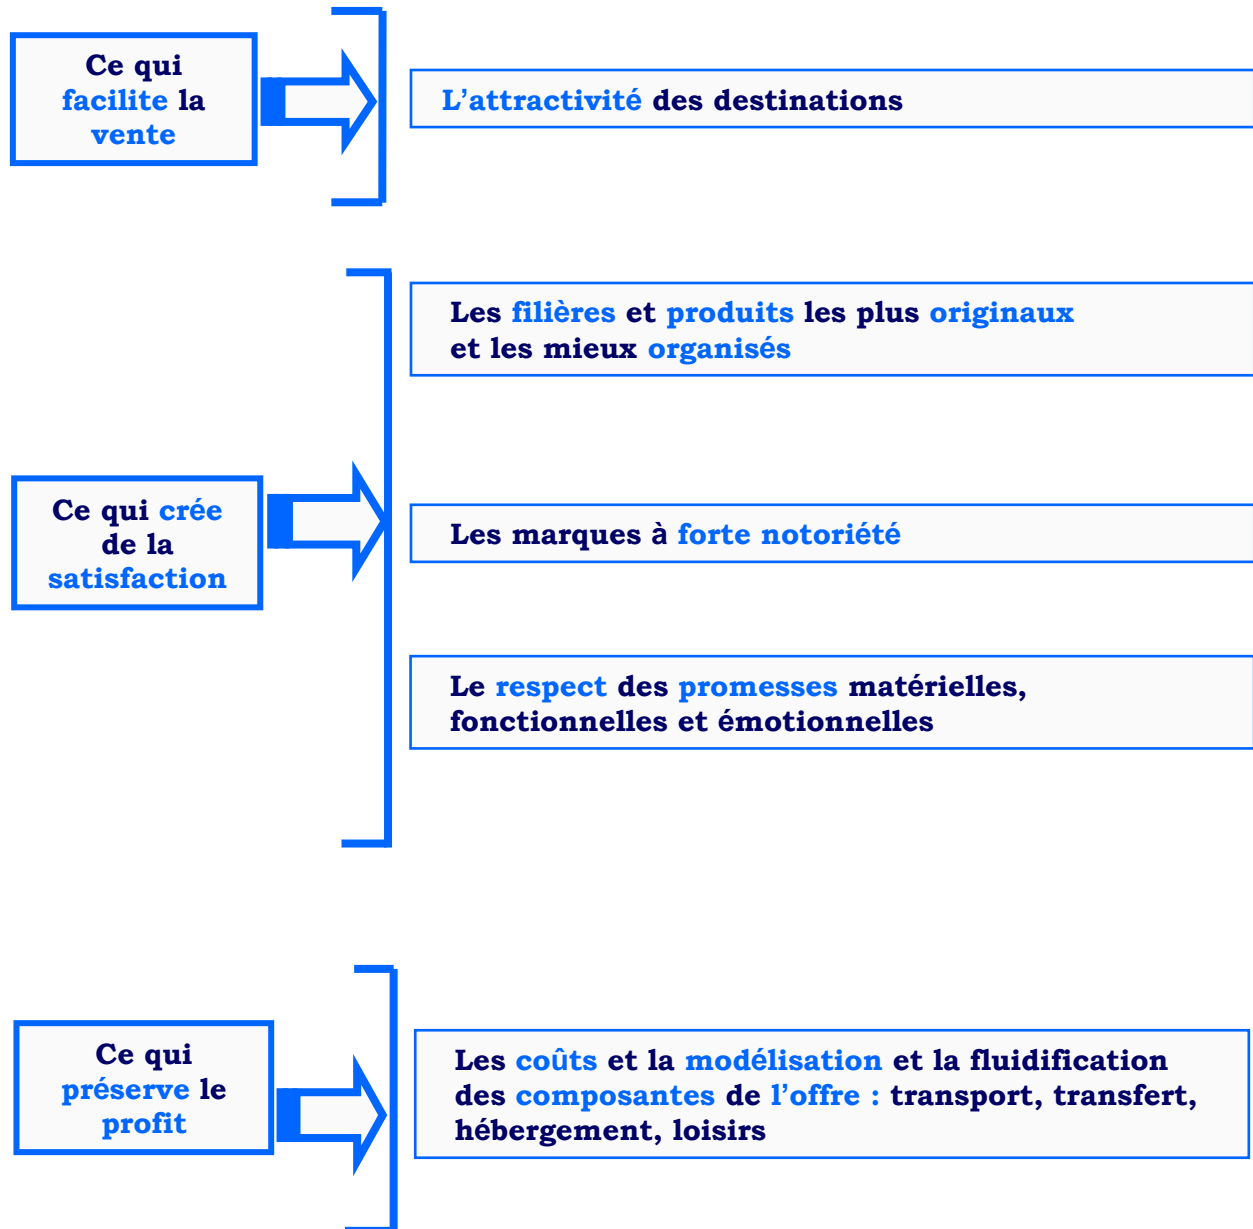 Ce qui
facilite la
vente
L’attractivité des destinations
Les filières et produits les plus originaux
et les mieux organisés
Ce qui crée
de la
satisfaction
Les marques à forte notoriété
Le respect des promesses matérielles,
fonctionnelles et émotionnelles
Ce qui
préserve le
profit
Les coûts et la modélisation et la fluidification
des composantes de l’offre : transport, transfert,
hébergement, loisirs